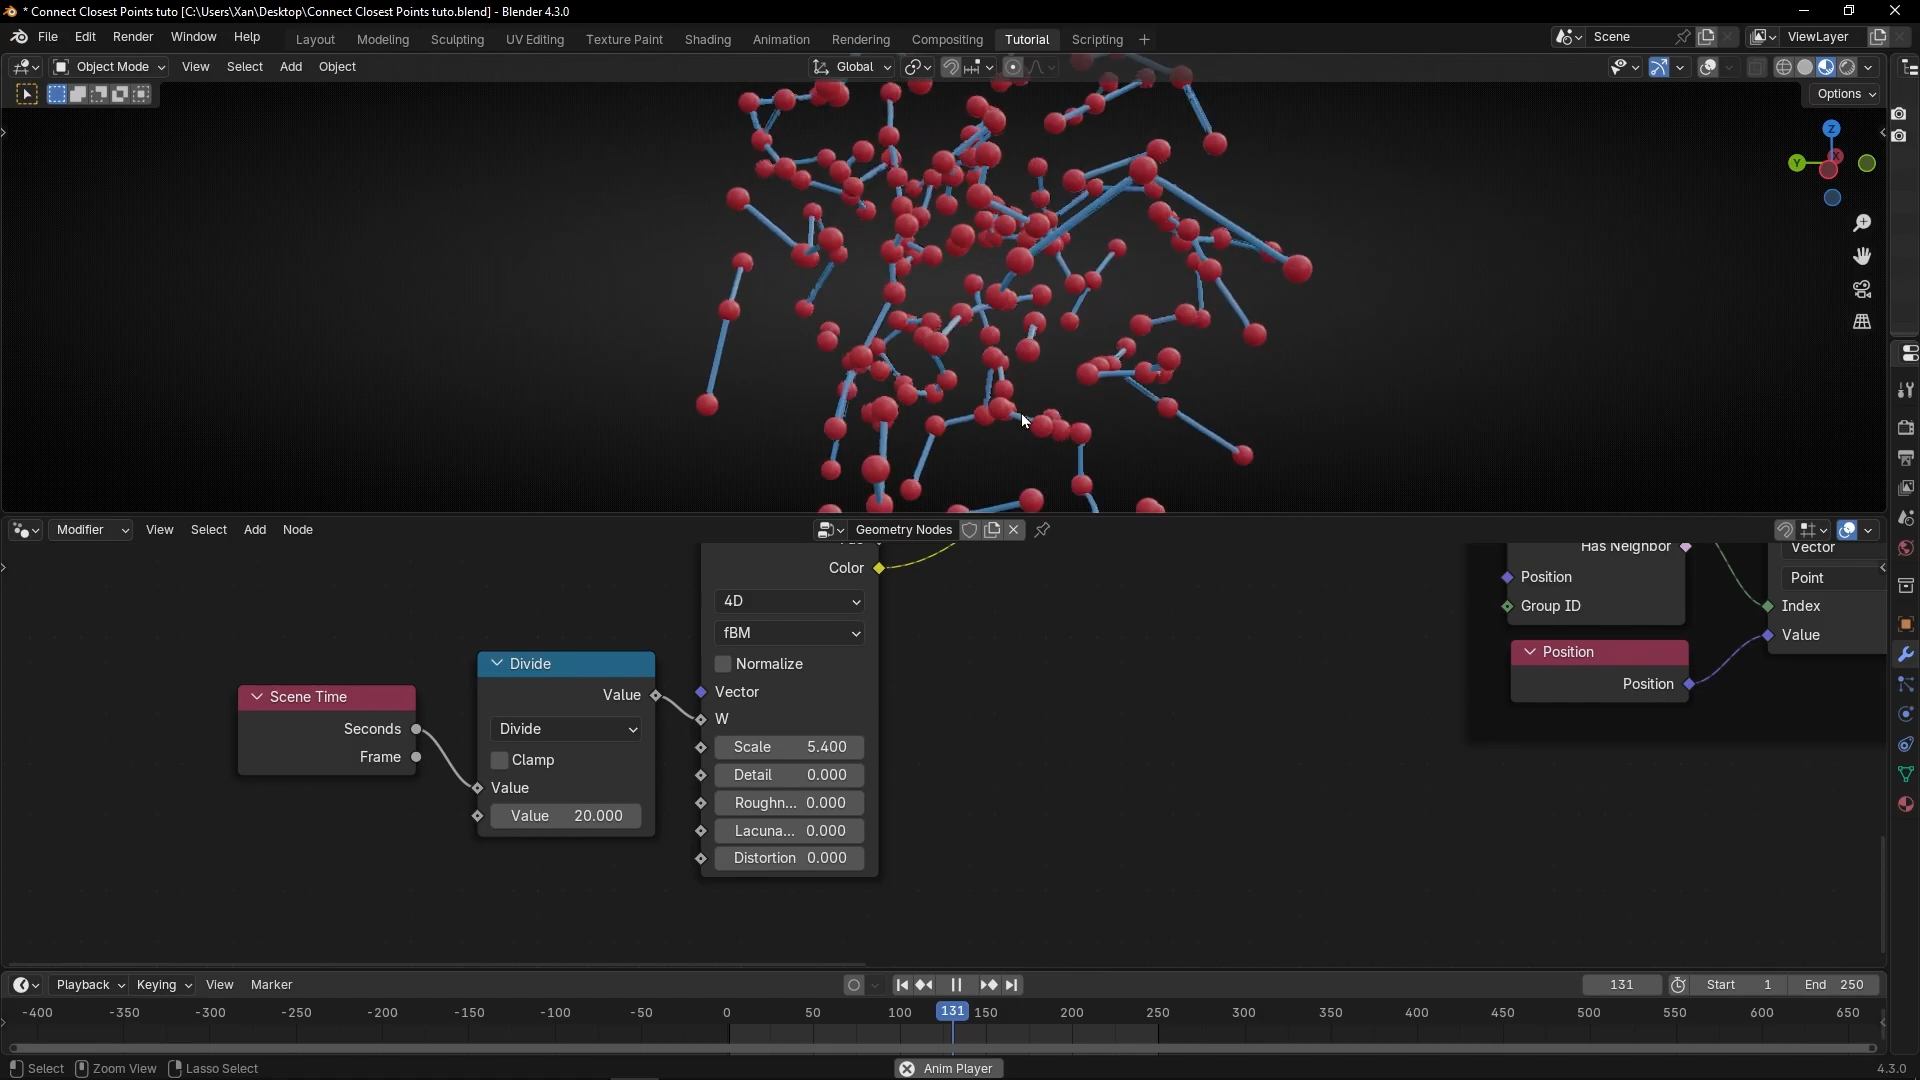 * Connect Closest Points tuto [C:\Users\Xan\Desktop\Connect Closest Points tuto.blend] - Blender 4.3.0
File Edit Render Window Help Layout Modeling Sculpting UV Editing Texture Paint Shading Animation Rendering Compositing Tutorial Scripting + Scene ViewLayer
Object Mode View Select Add Object Global
Options
Z
Y
X
Modifier View Select Add Node Geometry Nodes
Has Neighbor
Position
Group ID
Vector
Point
Index
Value
Position
Position
Color
4D
fBM
Normalize
Vector
W
Scale 5.400
Detail 0.000
Roughn... 0.000
Lacuna... 0.000
Distortion 0.000
Divide
Value
Divide
Clamp
Value
Value 20.000
Scene Time
Seconds
Frame
Playback Keying View Marker 131 Start 1 End 250
-400 -350 -300 -250 -200 -150 -100 -50 0 50 100 131 150 200 250 300 350 400 450 500 550 600 650
Select Zoom View Lasso Select Anim Player 4.3.0